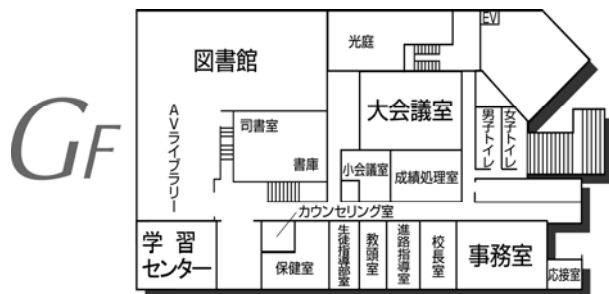 GF
図書館
光庭
EV
AVライブラリー
司書室
書庫
大会議室
男子トイレ
女子トイレ
小会議室
成績処理室
カウンセリング室
学習
センター
保健室
生徒指導部室
教頭室
進路指導室
校長室
事務室
応接室